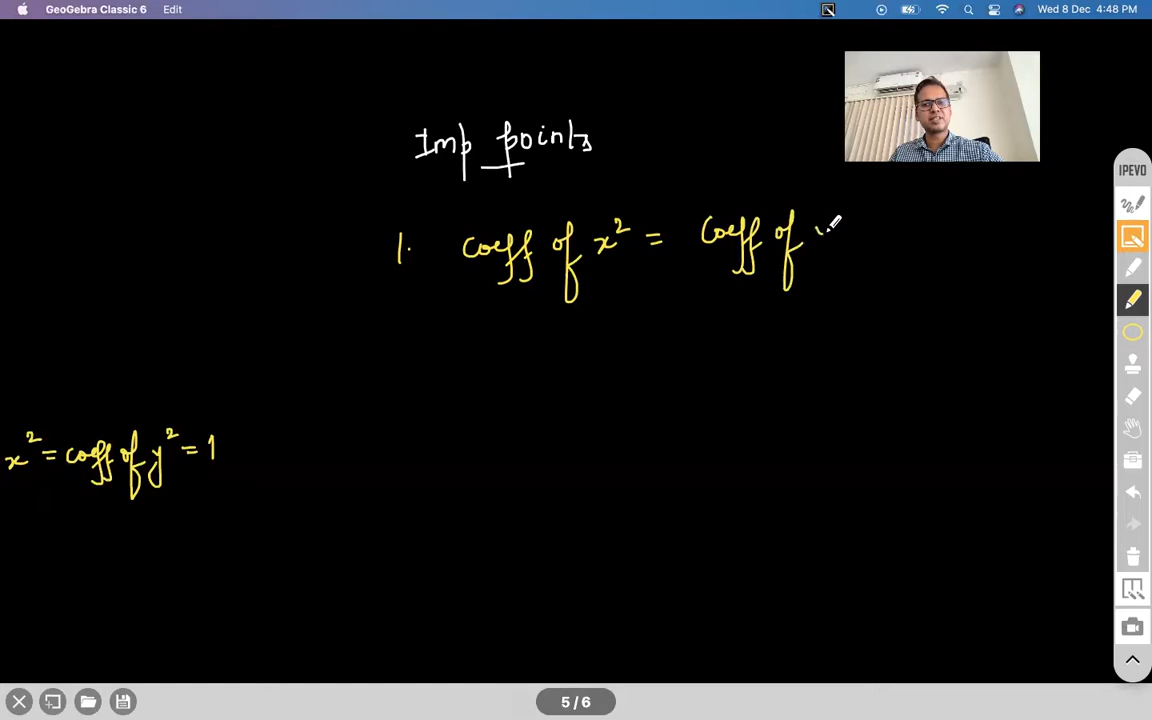 GeoGebra Classic 6 Edit Wed 8 Dec 4:48 PM
Imp points
IPEVO
1. Coeff of x² = Coeff of
x² = coeff of y² = 1
5 / 6